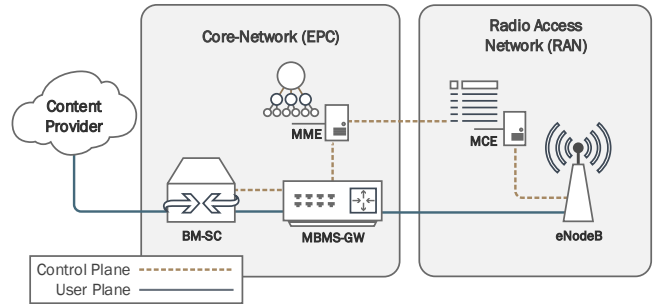 Core-Network (EPC)
Radio Access
Network (RAN)
Content
Provider
MME
MCE
BM-SC
MBMS-GW
eNodeB
Control Plane
User Plane